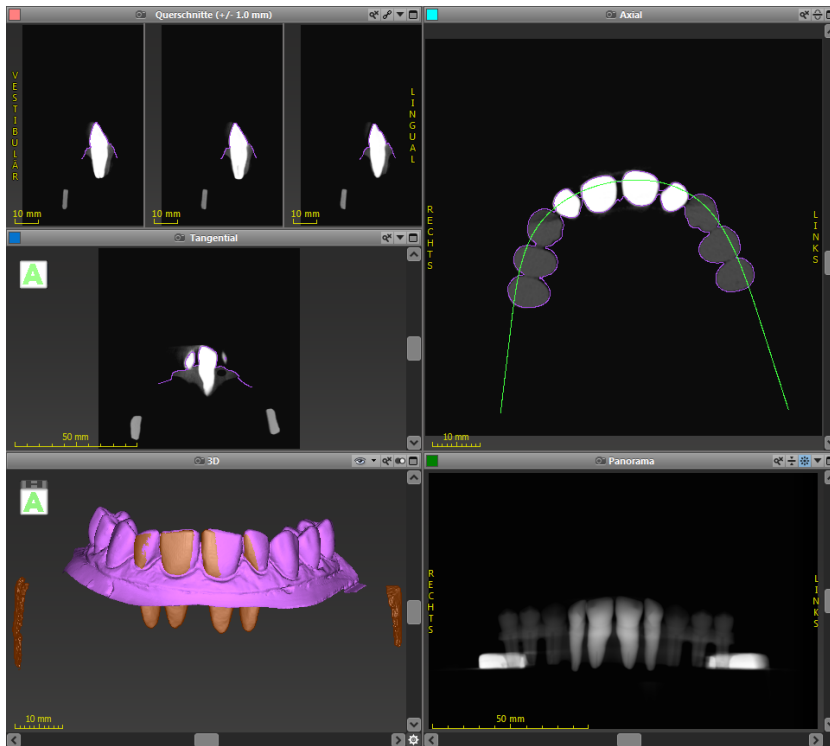 Querschnitte (+/- 1.0 mm)
VESTIBULÄR
LINGUAL
10 mm
10 mm
10 mm
Axial
RECHTS
LINKS
10 mm
Tangential
A
50 mm
3D
A
10 mm
Panorama
RECHTS
LINKS
50 mm